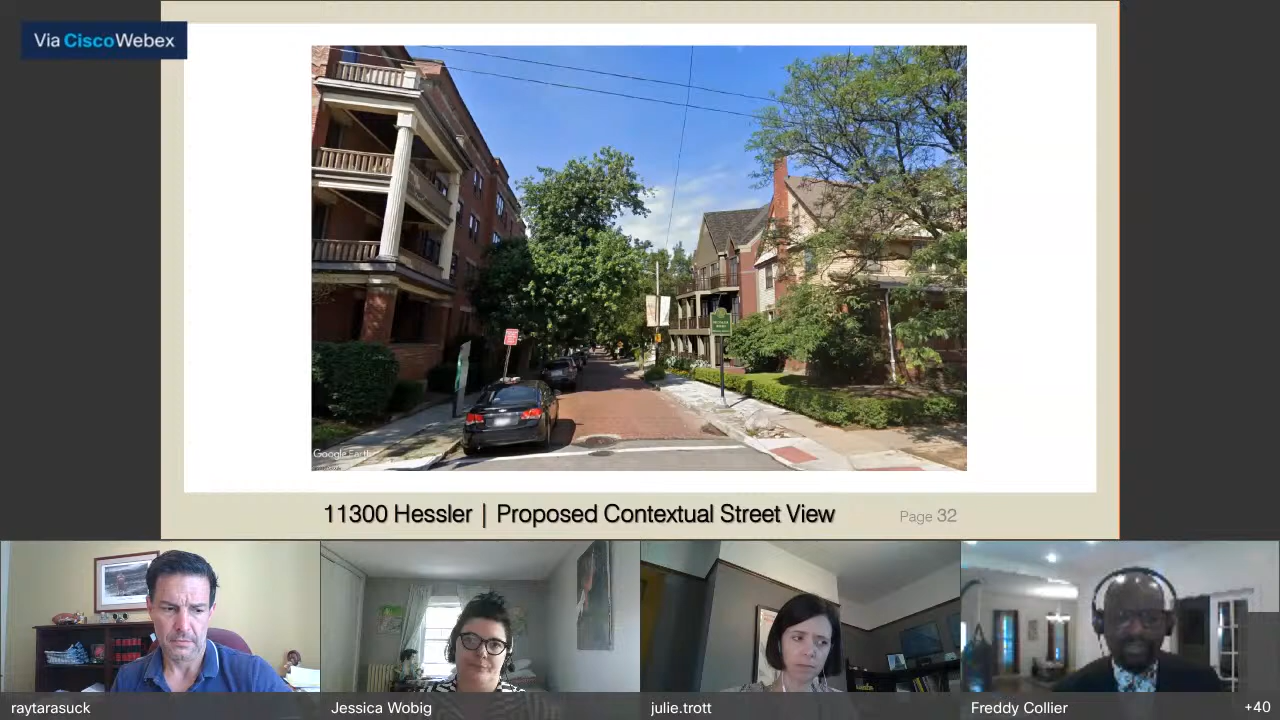 Via CiscoWebex
Google Earth
11300 Hessler | Proposed Contextual Street View
Page 32
raytarasuck
Jessica Wobig
julie.trott
Freddy Collier
+40